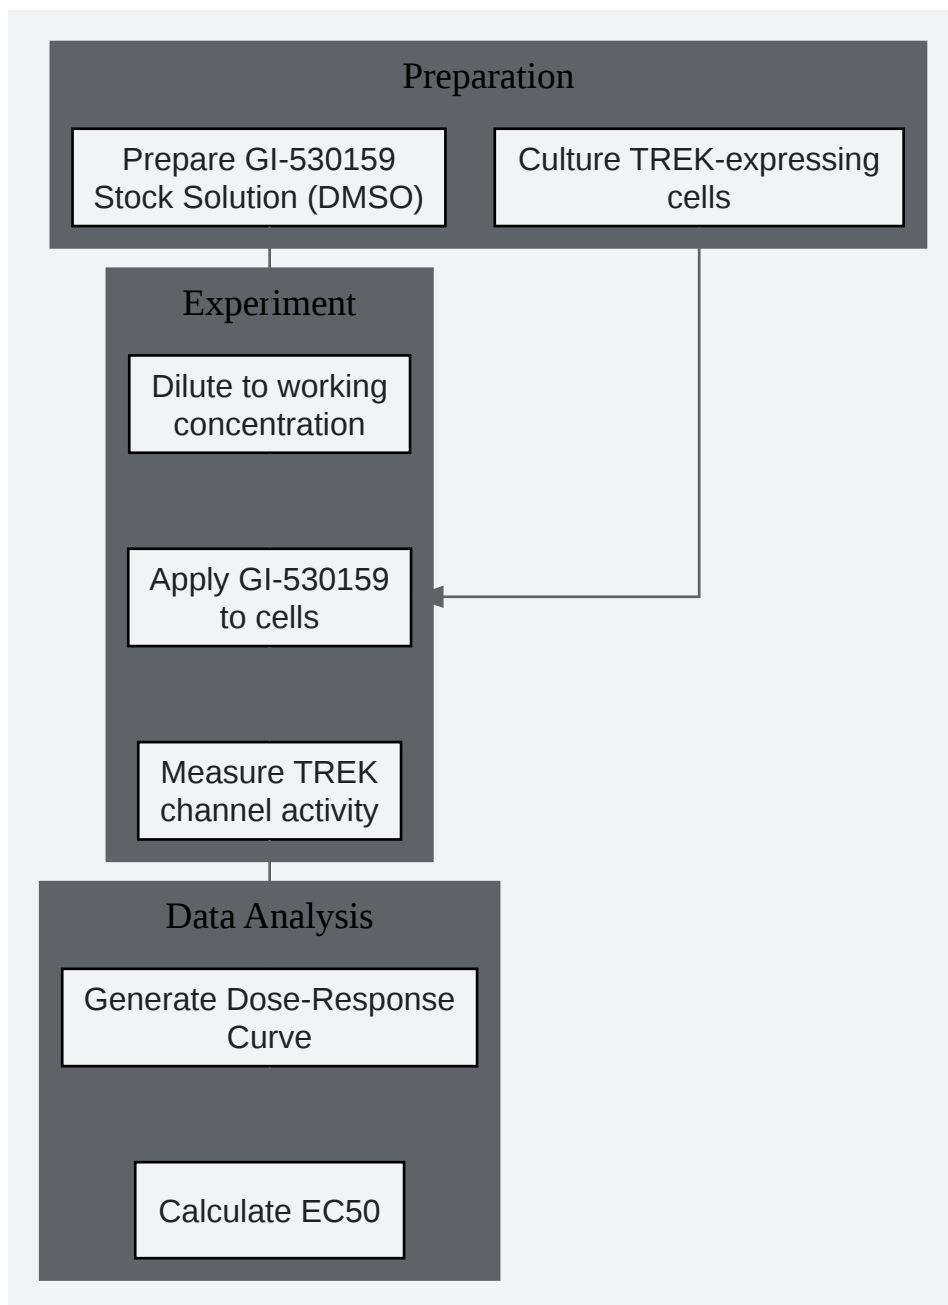 Preparation
Prepare GI-530159
Stock Solution (DMSO)
Culture TREK-expressing
cells
Experiment
Dilute to working
concentration
Apply GI-530159
to cells
Measure TREK
channel activity
Data Analysis
Generate Dose-Response
Curve
Calculate EC50